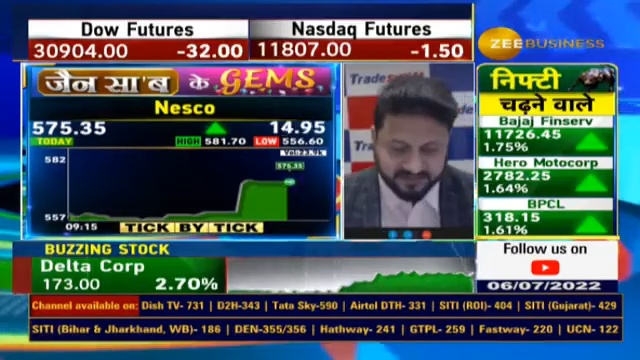 Dow Futures
30904.00 -32.00
Nasdaq Futures
11807.00 -1.50
ZEE BUSINESS
जैन सा'ब के GEMS
Nesco
575.35 14.95
TODAY HIGH 581.70 LOW 556.60
Vol:23.9k
575.35
582
557
09:15 TICK BY TICK
निफ्टी
चढ़ने वाले
Bajaj Finserv
11726.45
1.75%
Hero Motocorp
2782.25
1.64%
BPCL
318.15
1.61%
BUZZING STOCK
Delta Corp
173.00 2.70%
Follow us on
06/07/2022
Channel available on: Dish TV- 731 | D2H-343 | Tata Sky-590 | Airtel DTH- 331 | SITI (ROI)- 404 | SITI (Gujarat)- 429
SITI (Bihar & Jharkhand, WB)- 186 | DEN-355/356 | Hathway- 241 | GTPL- 259 | Fastway- 220 | UCN- 122